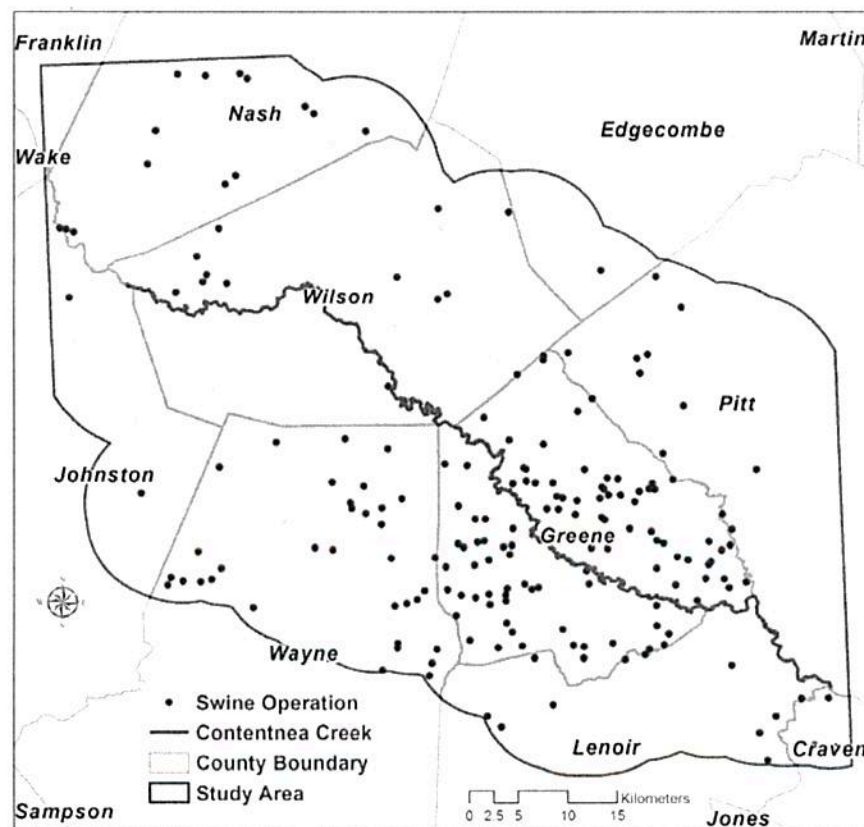 Franklin
Martin
Nash
Edgecombe
Wake
Wilson
Pitt
Johnston
Greene
Wayne
Swine Operation
Contentnea Creek
County Boundary
Study Area
Lenoir
Craven
Kilometers
0 2.5 5 10 15
Sampson
Jones